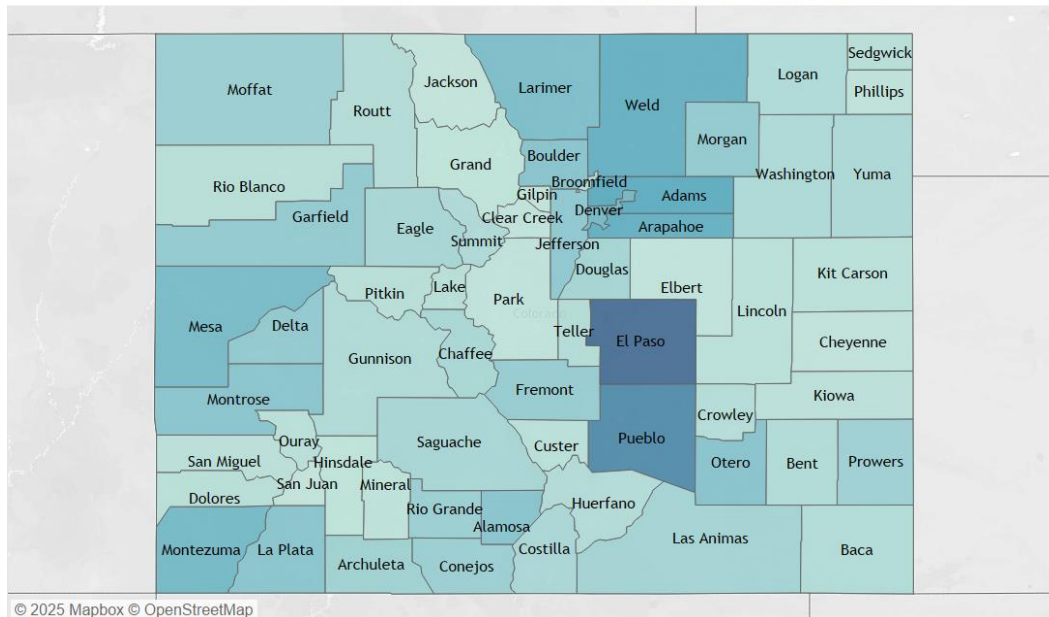 Sedgwick
Jackson
Logan
Moffat
Larimer
Phillips
Weld
Routt
Morgan
Boulder
Grand
Washington
Yuma
Broomfield
Rio Blanco
Gilpin
Adams
Denver
Garfield
Clear Creek
Arapahoe
Eagle
Summit
Jefferson
Douglas
Kit Carson
Lake
Elbert
Pitkin
Park
Lincoln
Colorado
Mesa
Delta
Teller
El Paso
Cheyenne
Chaffee
Gunnison
Fremont
Montrose
Kiowa
Crowley
Ouray
Saguache
Custer
Pueblo
San Miguel
Hinsdale
Otero
Bent
Prowers
San Juan
Mineral
Dolores
Huerfano
Rio Grande
Alamosa
Las Animas
Montezuma
La Plata
Costilla
Baca
Archuleta
Conejos
© 2025 Mapbox © OpenStreetMap